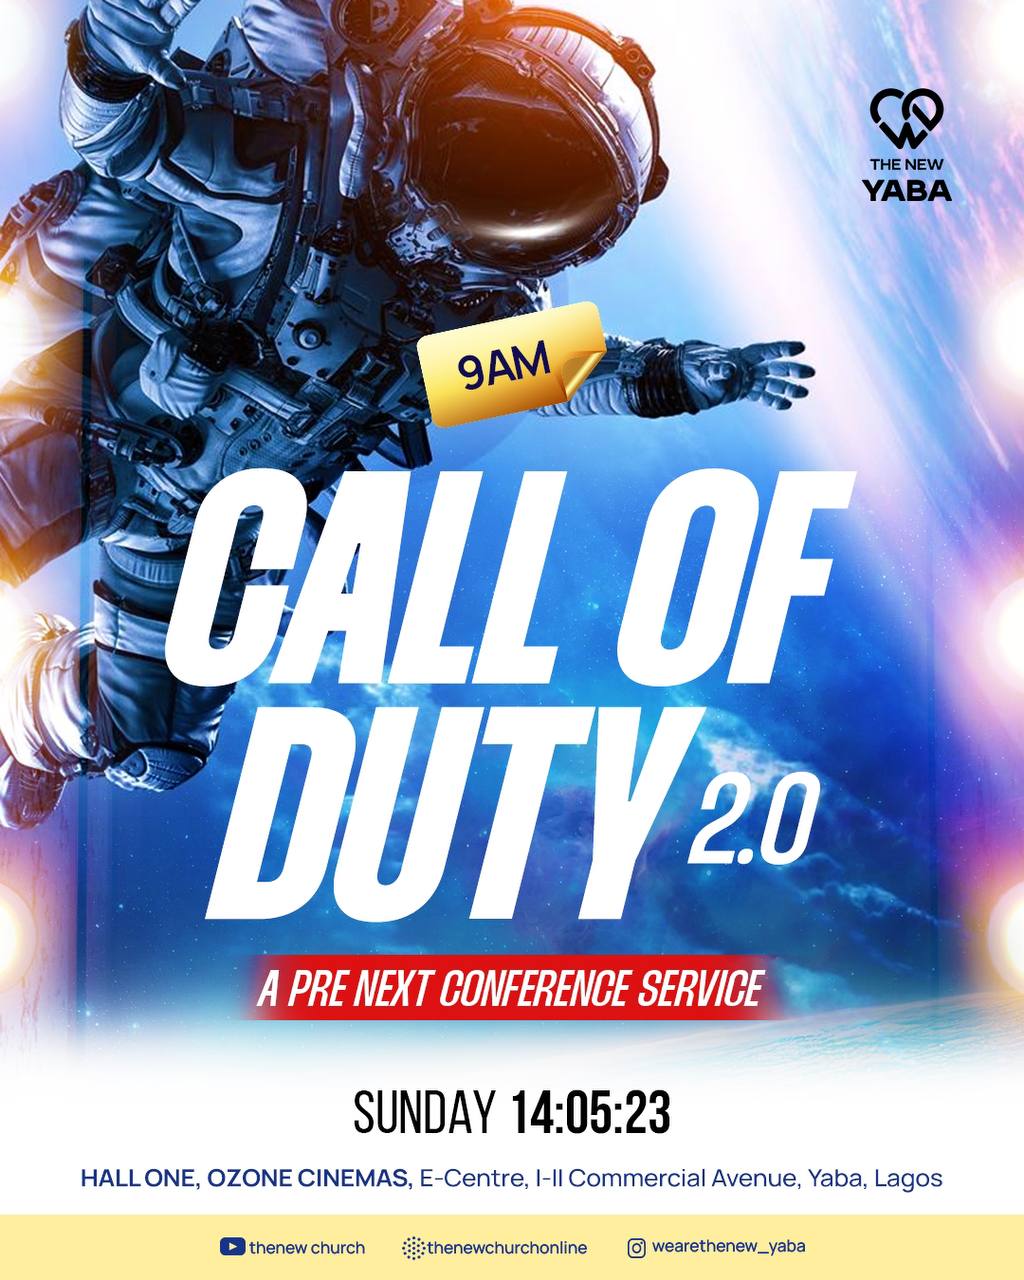 THE NEW
YABA
9AM
CALL OF
DUTY 2.0
A PRE NEXT CONFERENCE SERVICE
SUNDAY 14:05:23
HALL ONE, OZONE CINEMAS, E-Centre, I-II Commercial Avenue, Yaba, Lagos
thenew church thenewchurchonline wearethenew_yaba